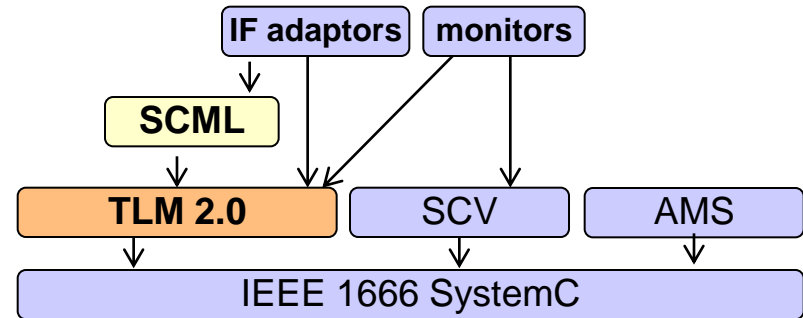 IF adaptors
monitors
SCML
TLM 2.0
SCV
AMS
IEEE 1666 SystemC